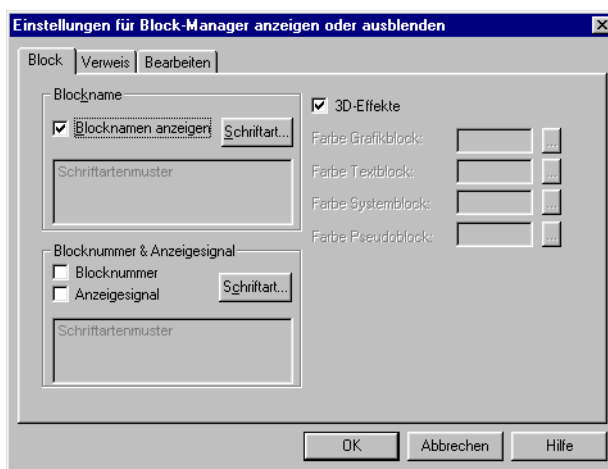 Einstellungen für Block-Manager anzeigen oder ausblenden
Block
Verweis
Bearbeiten
Blockname
Blocknamen anzeigen
Schriftart...
Schriftartenmuster
Blocknummer & Anzeigesignal
Blocknummer
Anzeigesignal
Schriftart...
Schriftartenmuster
3D-Effekte
Farbe Grafikblock:
...
Farbe Textblock:
...
Farbe Systemblock:
...
Farbe Pseudoblock:
...
OK
Abbrechen
Hilfe